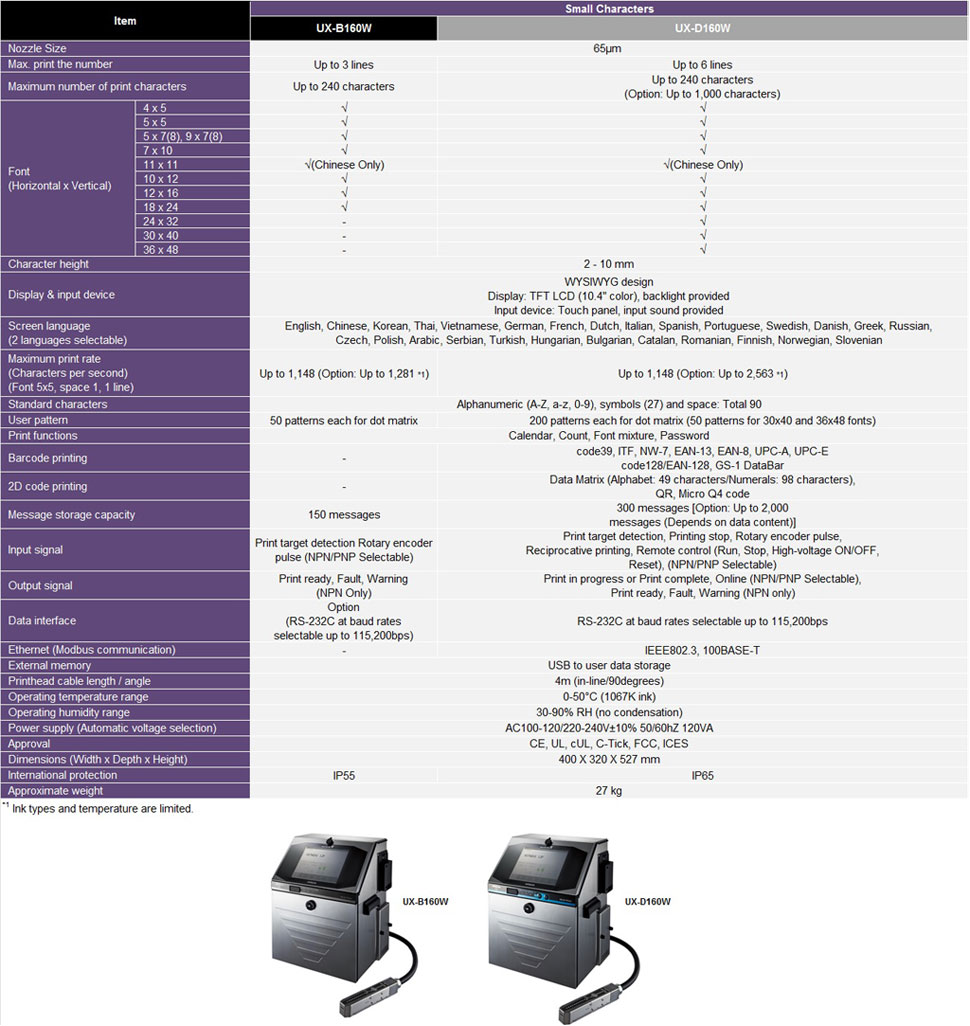 Item
Small Characters
UX-B160W
UX-D160W
Nozzle Size
65µm
Max. print the number
Up to 3 lines
Up to 6 lines
Maximum number of print characters
Up to 240 characters
Up to 240 characters
(Option: Up to 1,000 characters)
Font
(Horizontal x Vertical)
4 x 5
√
√
5 x 5
√
√
5 x 7(8), 9 x 7(8)
√
√
7 x 10
√
√
11 x 11
√(Chinese Only)
√(Chinese Only)
10 x 12
√
√
12 x 16
√
√
18 x 24
√
√
24 x 32
-
√
30 x 40
-
√
36 x 48
-
√
Character height
2 - 10 mm
Display & input device
WYSIWYG design
Display: TFT LCD (10.4" color), backlight provided
Input device: Touch panel, input sound provided
Screen language
(2 languages selectable)
English, Chinese, Korean, Thai, Vietnamese, German, French, Dutch, Italian, Spanish, Portuguese, Swedish, Danish, Greek, Russian,
Czech, Polish, Arabic, Serbian, Turkish, Hungarian, Bulgarian, Catalan, Romanian, Finnish, Norwegian, Slovenian
Maximum print rate
(Characters per second)
(Font 5x5, space 1, 1 line)
Up to 1,148 (Option: Up to 1,281 *1)
Up to 1,148 (Option: Up to 2,563 *1)
Standard characters
Alphanumeric (A-Z, a-z, 0-9), symbols (27) and space: Total 90
User pattern
50 patterns each for dot matrix
200 patterns each for dot matrix (50 patterns for 30x40 and 36x48 fonts)
Print functions
Calendar, Count, Font mixture, Password
Barcode printing
-
code39, ITF, NW-7, EAN-13, EAN-8, UPC-A, UPC-E
code128/EAN-128, GS-1 DataBar
2D code printing
-
Data Matrix (Alphabet: 49 characters/Numerals: 98 characters),
QR, Micro Q4 code
Message storage capacity
150 messages
300 messages [Option: Up to 2,000
messages (Depends on data content)]
Input signal
Print target detection Rotary encoder
pulse (NPN/PNP Selectable)
Print target detection, Printing stop, Rotary encoder pulse,
Reciprocative printing, Remote control (Run, Stop, High-voltage ON/OFF,
Reset), (NPN/PNP Selectable)
Output signal
Print ready, Fault, Warning
(NPN Only)
Print in progress or Print complete, Online (NPN/PNP Selectable),
Print ready, Fault, Warning (NPN only)
Data interface
Option
(RS-232C at baud rates
selectable up to 115,200bps)
RS-232C at baud rates selectable up to 115,200bps
Ethernet (Modbus communication)
-
IEEE802.3, 100BASE-T
External memory
USB to user data storage
Printhead cable length / angle
4m (in-line/90degrees)
Operating temperature range
0-50°C (1067K ink)
Operating humidity range
30-90% RH (no condensation)
Power supply (Automatic voltage selection)
AC100-120/220-240V±10% 50/60hZ 120VA
Approval
CE, UL, cUL, C-Tick, FCC, ICES
Dimensions (Width x Depth x Height)
400 X 320 X 527 mm
International protection
IP55
IP65
Approximate weight
27 kg
*1 Ink types and temperature are limited.
UX-B160W
UX-D160W